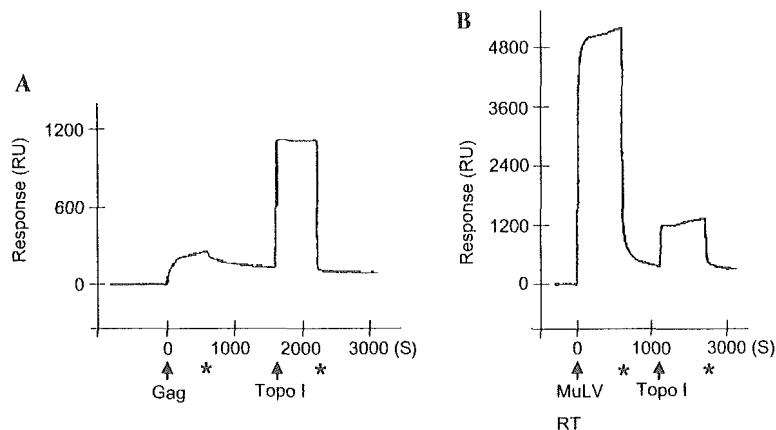 A
Response (RU)
1200
600
0
0 1000 2000 3000 (S)
* *
Gag Topo I
B
Response (RU)
4800
3600
2400
1200
0
0 1000 3000 (S)
* *
MuLV Topo I
RT